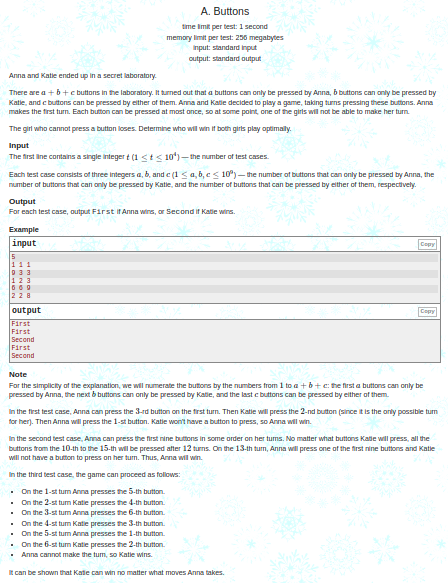 A. Buttons
time limit per test: 1 second
memory limit per test: 256 megabytes
input: standard input
output: standard output
Anna and Katie ended up in a secret laboratory.
There are a + b + c buttons in the laboratory. It turned out that a buttons can only be pressed by Anna, b buttons can only be pressed by
Katie, and c buttons can be pressed by either of them. Anna and Katie decided to play a game, taking turns pressing these buttons. Anna
makes the first turn. Each button can be pressed at most once, so at some point, one of the girls will not be able to make her turn.
The girl who cannot press a button loses. Determine who will win if both girls play optimally.
Input
The first line contains a single integer t (1 ≤ t ≤ 10⁴) — the number of test cases.
Each test case consists of three integers a, b, and c (1 ≤ a, b, c ≤ 10⁹) — the number of buttons that can only be pressed by Anna, the
number of buttons that can only be pressed by Katie, and the number of buttons that can be pressed by either of them, respectively.
Output
For each test case, output First if Anna wins, or Second if Katie wins.
Example
input
Copy
5
1 1 1
9 3 3
1 2 3
6 6 9
2 2 8
output
Copy
First
First
Second
First
Second
Note
For the simplicity of the explanation, we will numerate the buttons by the numbers from 1 to a + b + c: the first a buttons can only be
pressed by Anna, the next b buttons can only be pressed by Katie, and the last c buttons can be pressed by either of them.
In the first test case, Anna can press the 3-rd button on the first turn. Then Katie will press the 2-nd button (since it is the only possible turn
for her). Then Anna will press the 1-st button. Katie won't have a button to press, so Anna will win.
In the second test case, Anna can press the first nine buttons in some order on her turns. No matter what buttons Katie will press, all the
buttons from the 10-th to the 15-th will be pressed after 12 turns. On the 13-th turn, Anna will press one of the first nine buttons and Katie
will not have a button to press on her turn. Thus, Anna will win.
In the third test case, the game can proceed as follows:
• On the 1-st turn Anna presses the 5-th button.
• On the 2-st turn Katie presses the 4-th button.
• On the 3-st turn Anna presses the 6-th button.
• On the 4-st turn Katie presses the 3-th button.
• On the 5-st turn Anna presses the 1-th button.
• On the 6-st turn Katie presses the 2-th button.
• Anna cannot make the turn, so Katie wins.
It can be shown that Katie can win no matter what moves Anna takes.